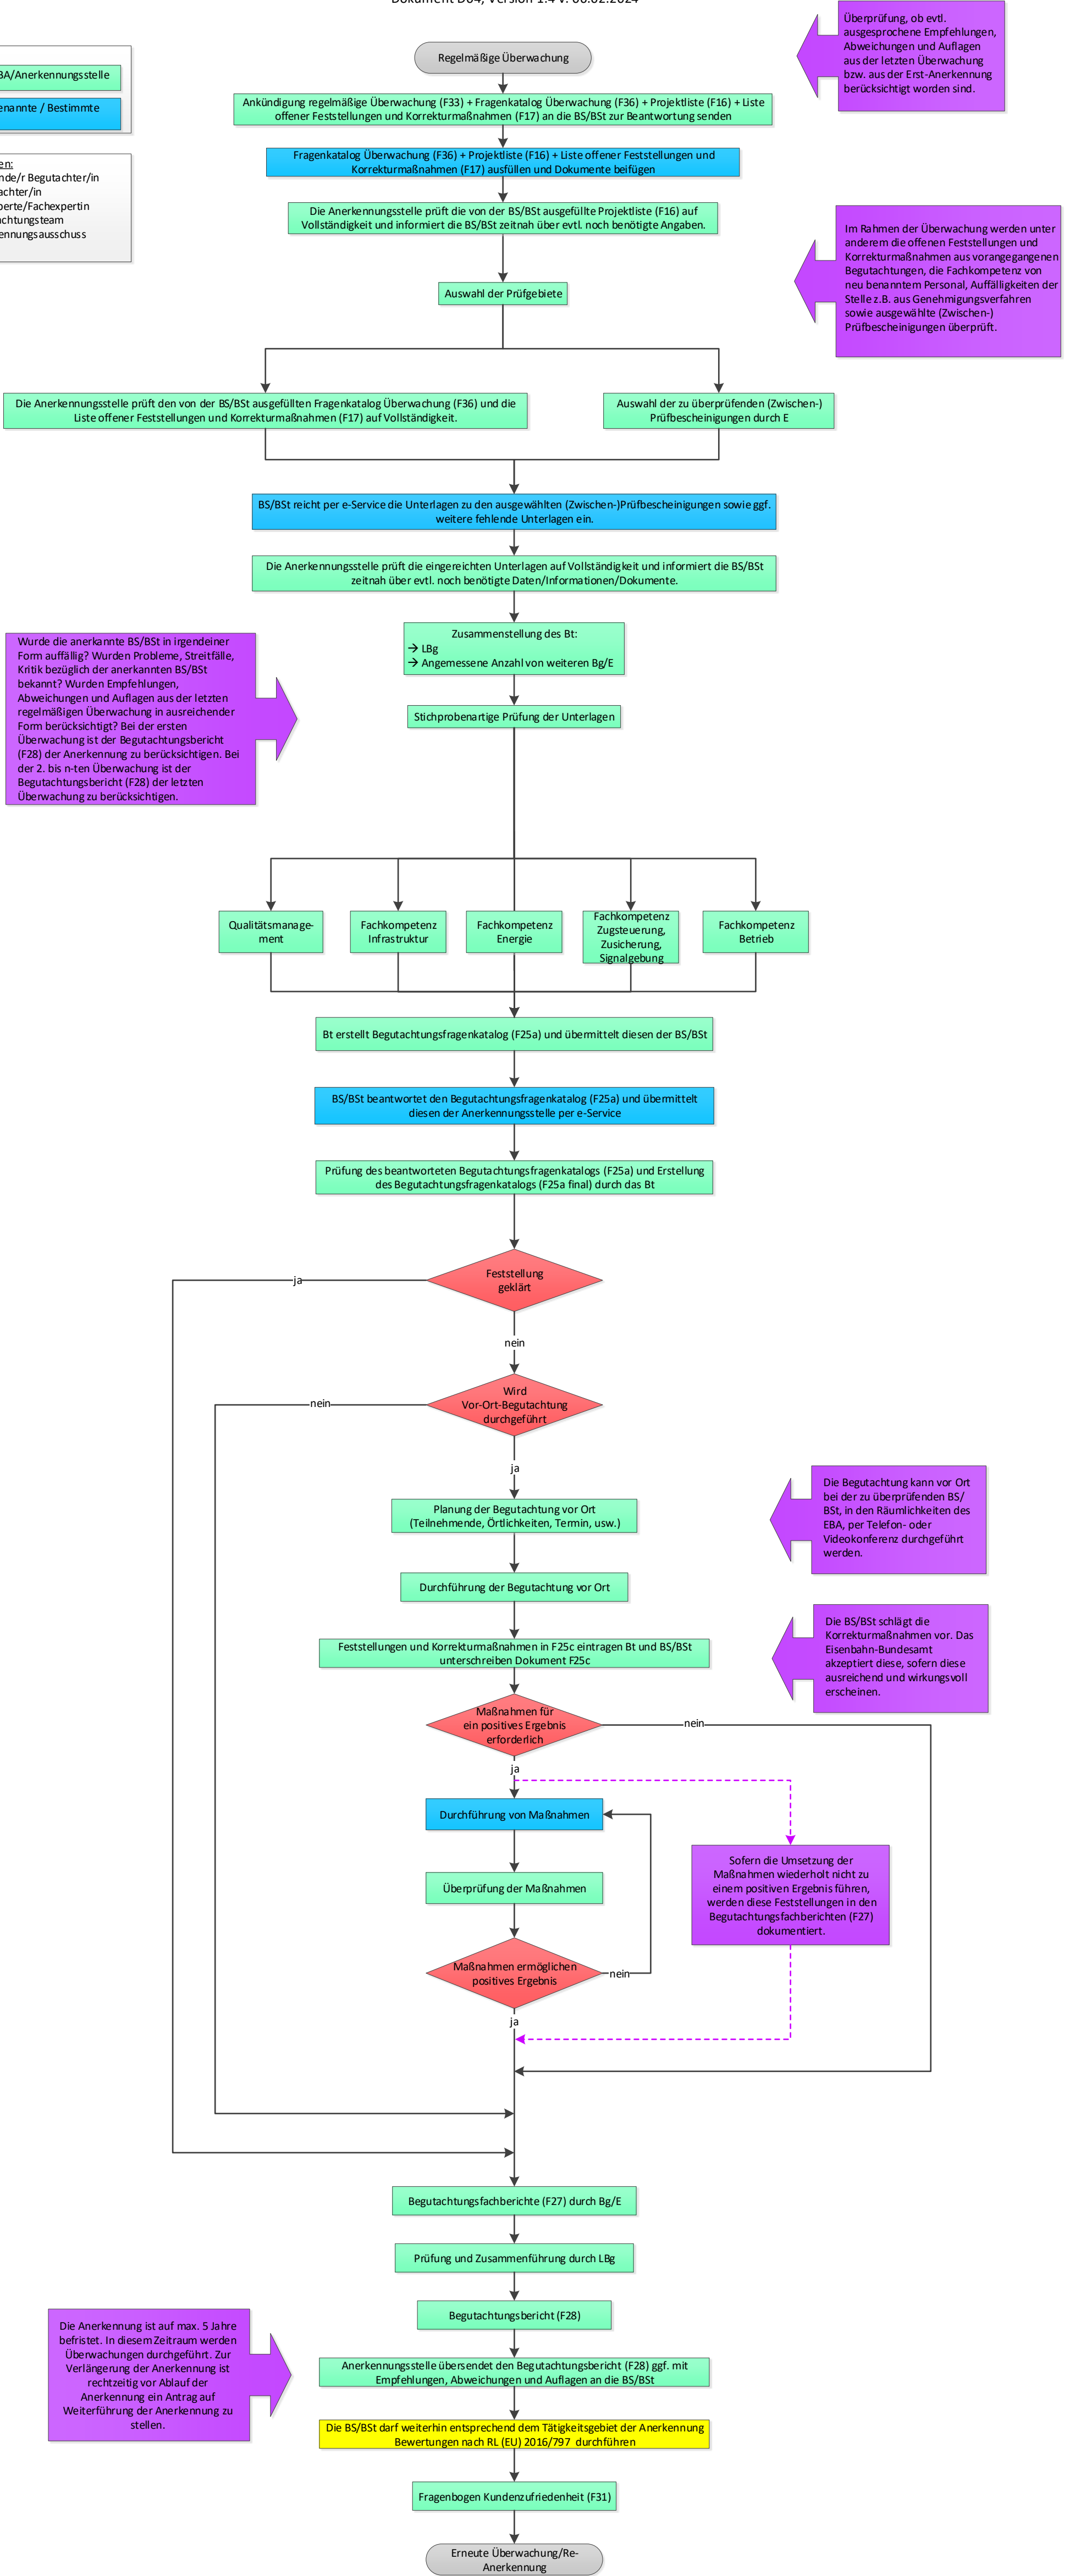 Regelmäßige Überwachung
Überprüfung, ob evtl.
ausgesprochene Empfehlungen,
Abweichungen und Auflagen
aus der letzten Überwachung
bzw. aus der Erst-Anerkennung
berücksichtigt worden sind.
BA/Anerkennungsstelle
enannte / Bestimmte
Ankündigung regelmäßige Überwachung (F33) + Fragenkatalog Überwachung (F36) + Projektliste (F16) + Liste
offener Feststellungen und Korrekturmaßnahmen (F17) an die BS/BSt zur Beantwortung senden
Fragenkatalog Überwachung (F36) + Projektliste (F16) + Liste offener Feststellungen und
Korrekturmaßnahmen (F17) ausfüllen und Dokumente beifügen
en:
nde/r Begutachter/in
achter/in
perte/Fachexpertin
achtungsteam
ennungsausschuss
Die Anerkennungsstelle prüft die von der BS/BSt ausgefüllte Projektliste (F16) auf
Vollständigkeit und informiert die BS/BSt zeitnah über evtl. noch benötigte Angaben.
Im Rahmen der Überwachung werden unter
anderem die offenen Feststellungen und
Korrekturmaßnahmen aus vorangegangenen
Begutachtungen, die Fachkompetenz von
neu benanntem Personal, Auffälligkeiten der
Stelle z.B. aus Genehmigungsverfahren
sowie ausgewählte (Zwischen-)
Prüfbescheinigungen überprüft.
Auswahl der Prüfgebiete
Die Anerkennungsstelle prüft den von der BS/BSt ausgefüllten Fragenkatalog Überwachung (F36) und die
Liste offener Feststellungen und Korrekturmaßnahmen (F17) auf Vollständigkeit.
Auswahl der zu überprüfenden (Zwischen-)
Prüfbescheinigungen durch E
BS/BSt reicht per e-Service die Unterlagen zu den ausgewählten (Zwischen-)Prüfbescheinigungen sowie ggf.
weitere fehlende Unterlagen ein.
Die Anerkennungsstelle prüft die eingereichten Unterlagen auf Vollständigkeit und informiert die BS/BSt
zeitnah über evtl. noch benötigte Daten/Informationen/Dokumente.
Zusammenstellung des Bt:
→ LBg
→ Angemessene Anzahl von weiteren Bg/E
Wurde die anerkannte BS/BSt in irgendeiner
Form auffällig? Wurden Probleme, Streitfälle,
Kritik bezüglich der anerkannten BS/BSt
bekannt? Wurden Empfehlungen,
Abweichungen und Auflagen aus der letzten
regelmäßigen Überwachung in ausreichender
Form berücksichtigt? Bei der ersten
Überwachung ist der Begutachtungsbericht
(F28) der Anerkennung zu berücksichtigen. Bei
der 2. bis n-ten Überwachung ist der
Begutachtungsbericht (F28) der letzten
Überwachung zu berücksichtigen.
Stichprobenartige Prüfung der Unterlagen
Qualitätsmanage-
ment
Fachkompetenz
Infrastruktur
Fachkompetenz
Energie
Fachkompetenz
Zugsteuerung,
Zusicherung,
Signalgebung
Fachkompetenz
Betrieb
Bt erstellt Begutachtungsfragenkatalog (F25a) und übermittelt diesen der BS/BSt
BS/BSt beantwortet den Begutachtungsfragenkatalog (F25a) und übermittelt
diesen der Anerkennungsstelle per e-Service
Prüfung des beantworteten Begutachtungsfragenkatalogs (F25a) und Erstellung
des Begutachtungsfragenkatalogs (F25a final) durch das Bt
Feststellung
geklärt
ja
nein
Wird
Vor-Ort-Begutachtung
durchgeführt
nein
ja
Planung der Begutachtung vor Ort
(Teilnehmende, Örtlichkeiten, Termin, usw.)
Die Begutachtung kann vor Ort
bei der zu überprüfenden BS/
BSt, in den Räumlichkeiten des
EBA, per Telefon- oder
Videokonferenz durchgeführt
werden.
Durchführung der Begutachtung vor Ort
Feststellungen und Korrekturmaßnahmen in F25c eintragen Bt und BS/BSt
unterschreiben Dokument F25c
Die BS/BSt schlägt die
Korrekturmaßnahmen vor. Das
Eisenbahn-Bundesamt
akzeptiert diese, sofern diese
ausreichend und wirkungsvoll
erscheinen.
Maßnahmen für
ein positives Ergebnis
erforderlich
nein
ja
Durchführung von Maßnahmen
Überprüfung der Maßnahmen
Sofern die Umsetzung der
Maßnahmen wiederholt nicht zu
einem positiven Ergebnis führen,
werden diese Feststellungen in den
Begutachtungsfachberichten (F27)
dokumentiert.
Maßnahmen ermöglichen
positives Ergebnis
nein
ja
Begutachtungsfachberichte (F27) durch Bg/E
Prüfung und Zusammenführung durch LBg
Begutachtungsbericht (F28)
Die Anerkennung ist auf max. 5 Jahre
befristet. In diesem Zeitraum werden
Überwachungen durchgeführt. Zur
Verlängerung der Anerkennung ist
rechtzeitig vor Ablauf der
Anerkennung ein Antrag auf
Weiterführung der Anerkennung zu
stellen.
Anerkennungsstelle übersendet den Begutachtungsbericht (F28) ggf. mit
Empfehlungen, Abweichungen und Auflagen an die BS/BSt
Die BS/BSt darf weiterhin entsprechend dem Tätigkeitsgebiet der Anerkennung
Bewertungen nach RL (EU) 2016/797 durchführen
Fragenbogen Kundenzufriedenheit (F31)
Erneute Überwachung/Re-
Anerkennung